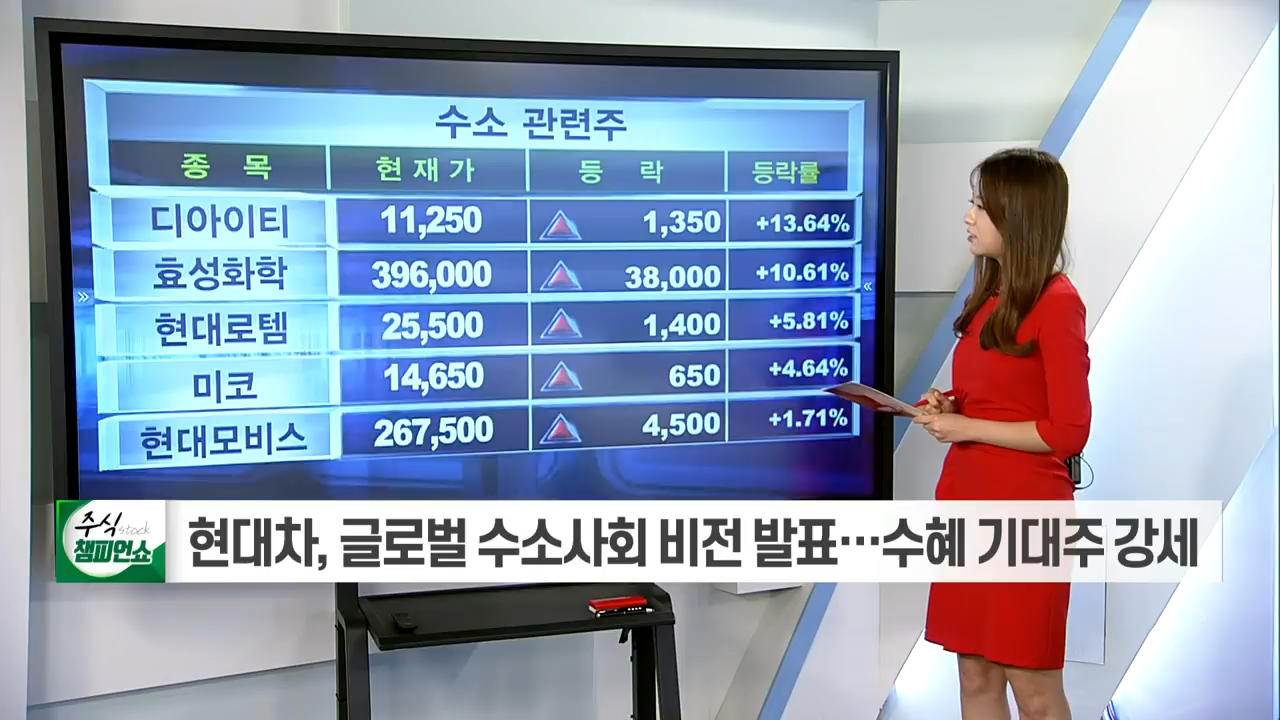 수소 관련주
종 목 현 재 가 등 락 등락률
디아이티 11,250 1,350 +13.64%
효성화학 396,000 38,000 +10.61%
현대로템 25,500 1,400 +5.81%
미코 14,650 650 +4.64%
현대모비스 267,500 4,500 +1.71%
» «
주식 stock
챔피언쇼
현대차, 글로벌 수소사회 비전 발표…수혜 기대주 강세